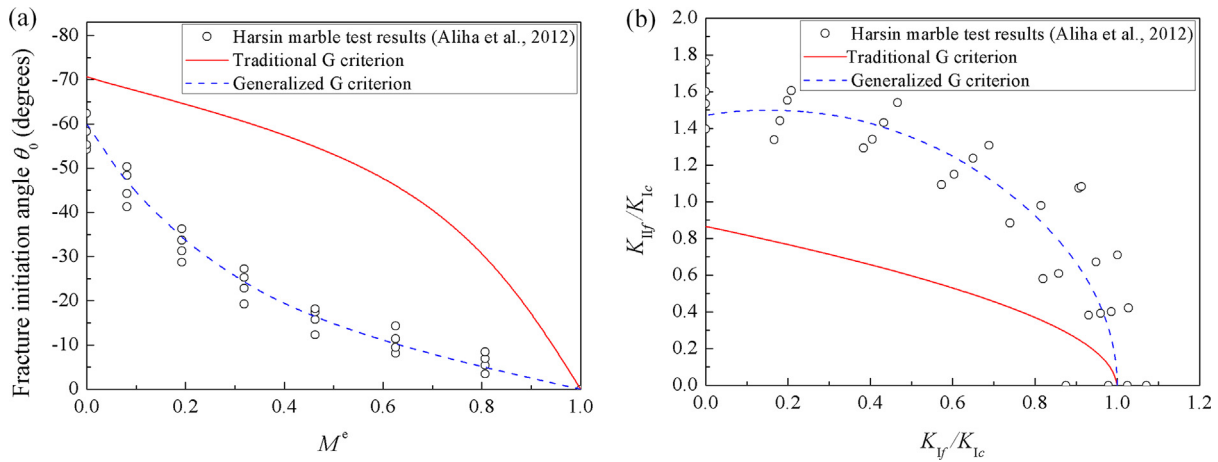 (a)
-80
-70
-60
-50
-40
-30
-20
-10
0
Fracture initiation angle θ₀ (degrees)
Harsin marble test results (Aliha et al., 2012)
Traditional G criterion
Generalized G criterion
0.0 0.2 0.4 0.6 0.8 1.0
Mᵉ
(b)
2.0
1.8
1.6
1.4
1.2
1.0
0.8
0.6
0.4
0.2
0.0
K_IIf/K_Ic
Harsin marble test results (Aliha et al., 2012)
Traditional G criterion
Generalized G criterion
0.0 0.2 0.4 0.6 0.8 1.0 1.2
K_If/K_Ic